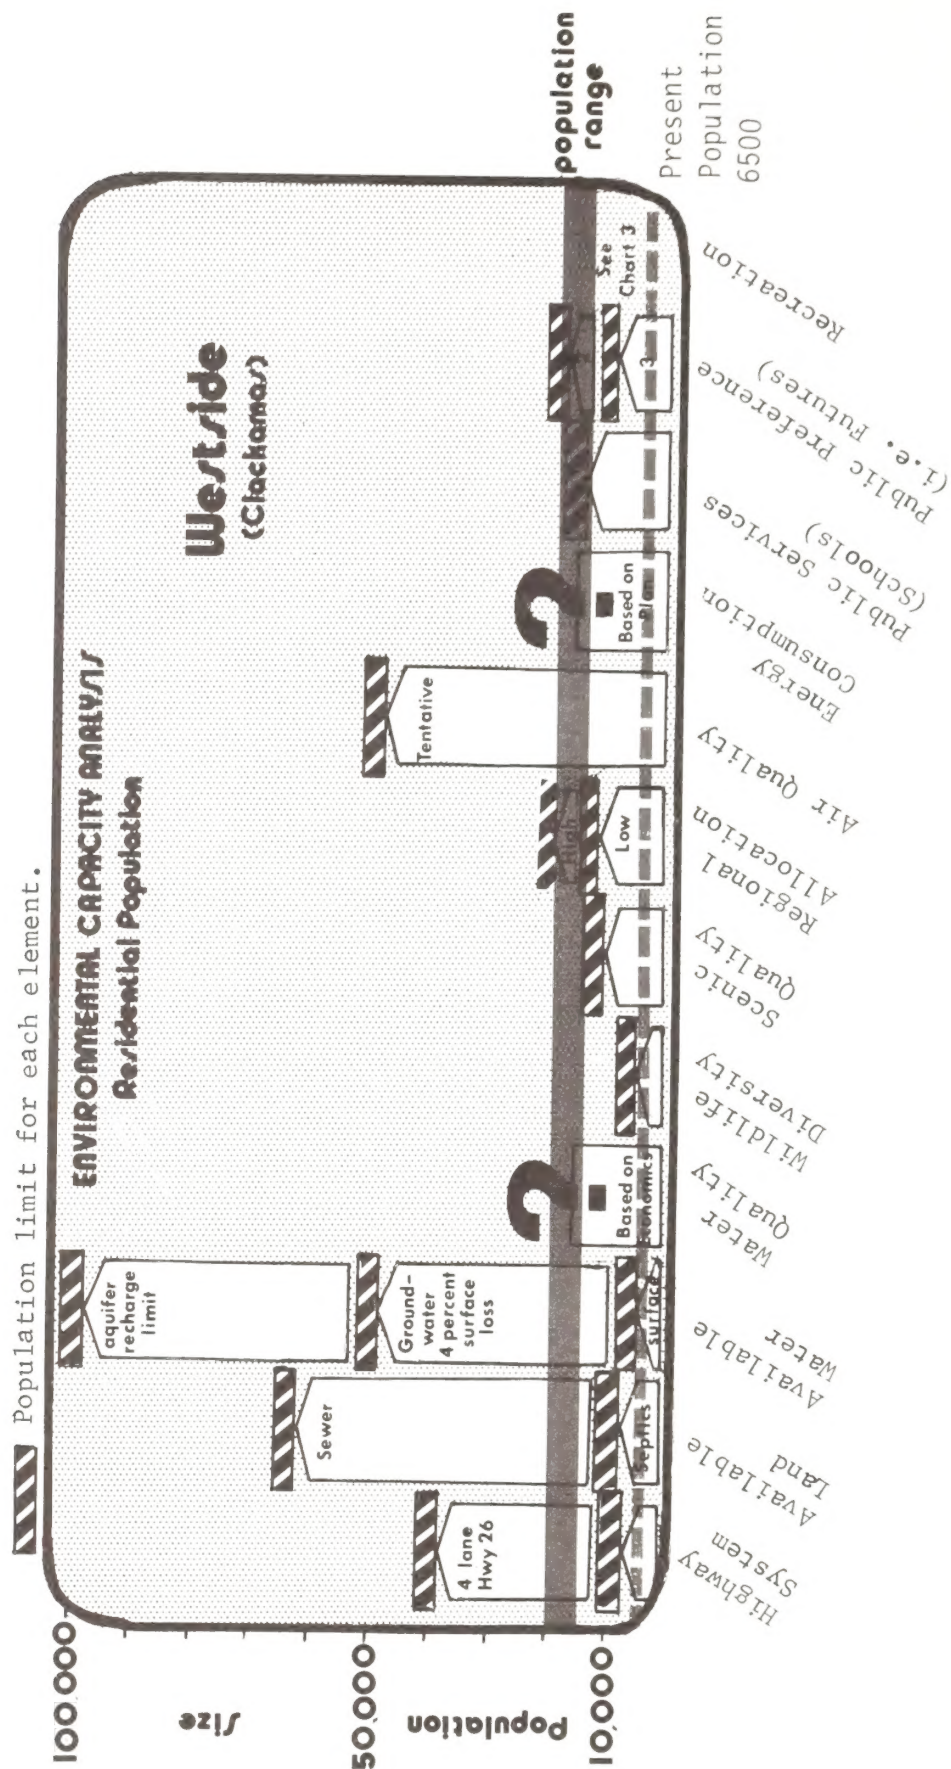 Population limit for each element.
ENVIRONMENTAL CAPACITY ANALYSIS
Residential Population
Westside
(Clackamas)
100,000
Size
50,000
Population
10,000
4 lane
Hwy 26
Sewer
Septics
aquifer
recharge
limit
Ground-
water
4 percent
surface
loss
surface
Based on
Economics
High
Low
Tentative
Based on
Plan
3
See
Chart 3
population
range
Present
Population
6500
Highway
System
Available
Land
Available
Water
Water
Quality
Wildlife
Diversity
Scenic
Quality
Regional
Allocation
Air Quality
Energy
Consumption
Public Services
(Schools)
Public Preference
(i.e. Futures)
Recreation